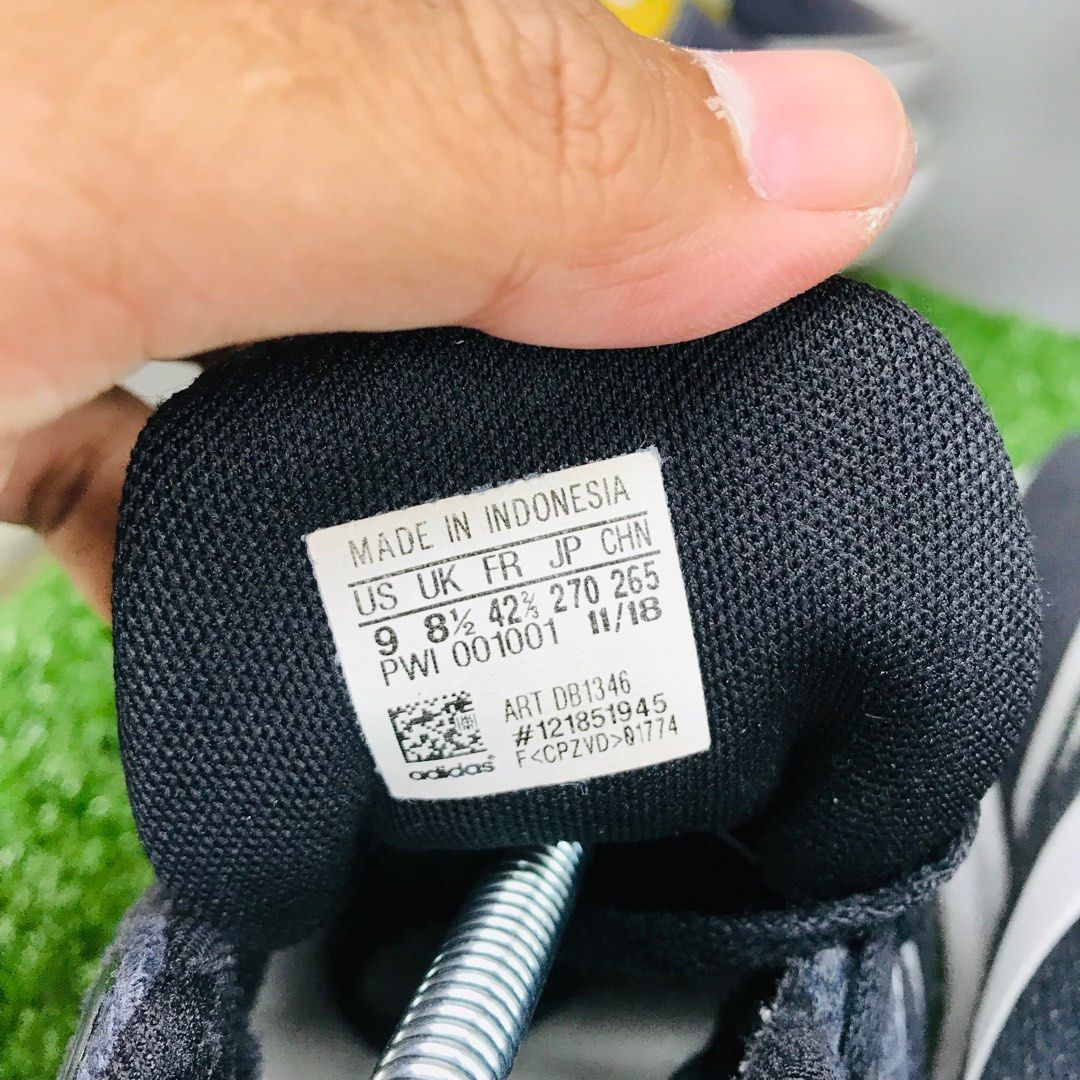 MADE IN INDONESIA
US UK FR JP CHN
9 8½ 42⅔ 270 265
PWI 001001 11/18
ART DB1346
#121851945
F<CPZVD>01774
adidas